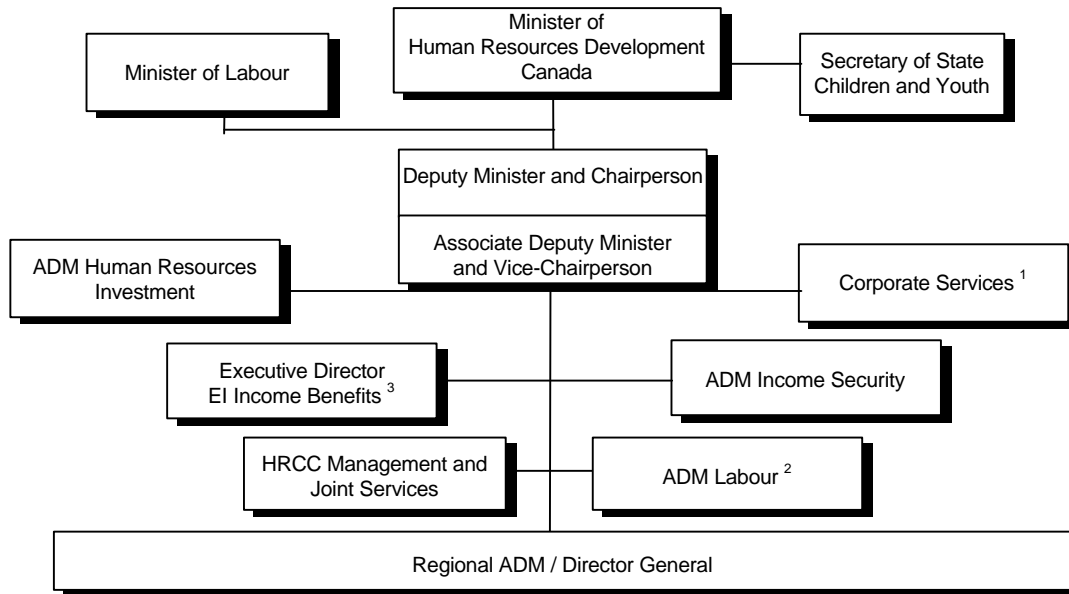 Minister of
Human Resources Development
Canada
Minister of Labour
Secretary of State
Children and Youth
Deputy Minister and Chairperson
Associate Deputy Minister
and Vice-Chairperson
ADM Human Resources
Investment
Corporate Services 1
Executive Director
EI Income Benefits 3
ADM Income Security
HRCC Management and
Joint Services
ADM Labour 2
Regional ADM / Director General